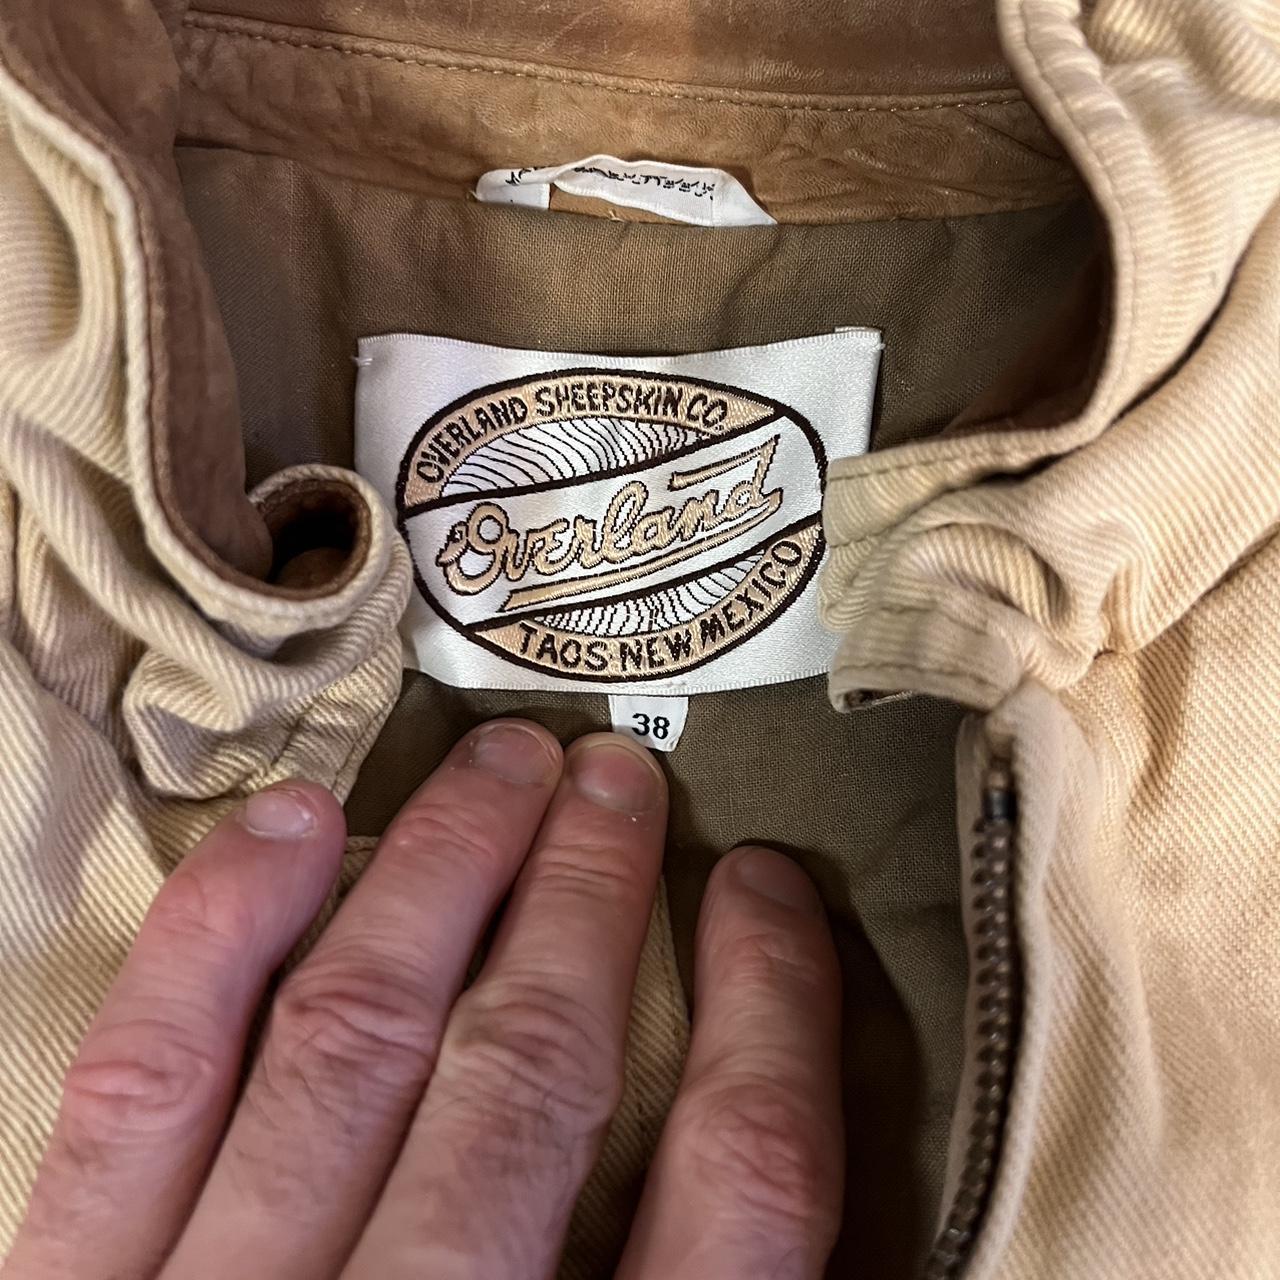 OVERLAND SHEEPSKIN CO.
Overland
TAOS NEW MEXICO
38